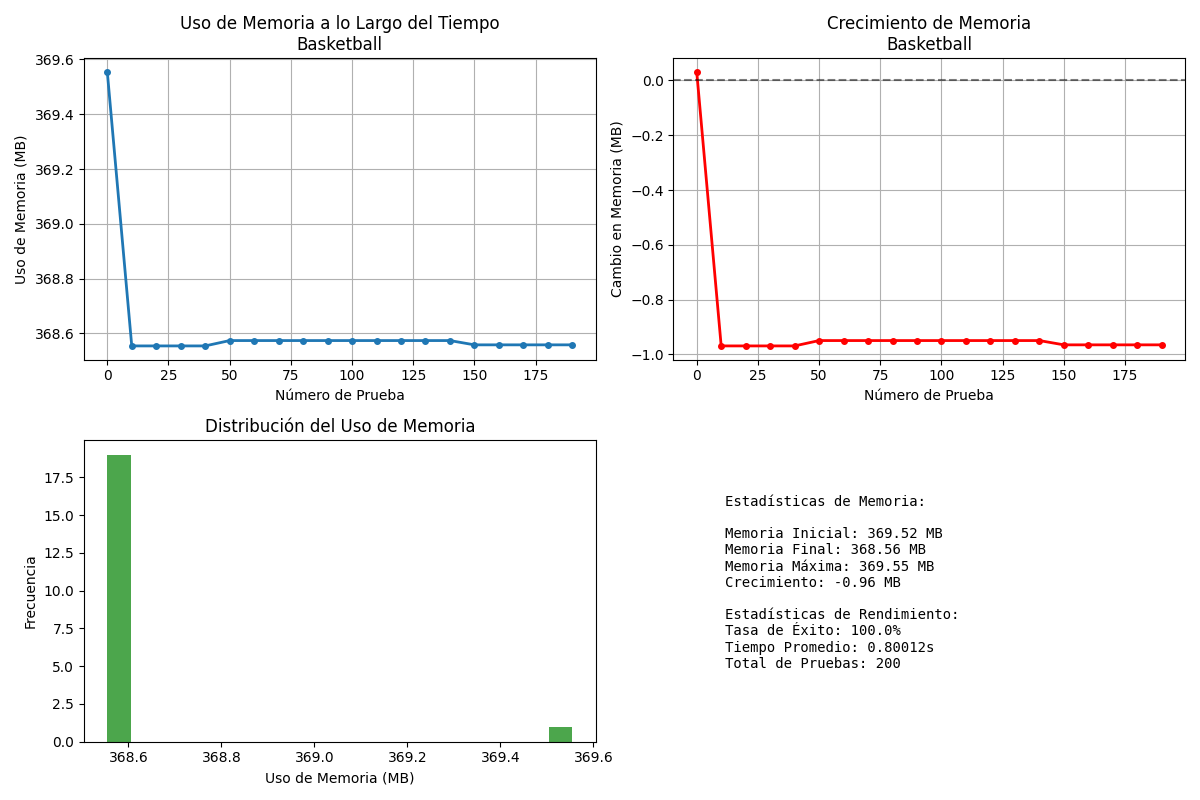 Uso de Memoria a lo Largo del Tiempo
Basketball
369.6
369.4
369.2
369.0
368.8
368.6
Uso de Memoria (MB)
0 25 50 75 100 125 150 175
Número de Prueba
Crecimiento de Memoria
Basketball
0.0
−0.2
−0.4
−0.6
−0.8
−1.0
Cambio en Memoria (MB)
0 25 50 75 100 125 150 175
Número de Prueba
Distribución del Uso de Memoria
17.5
15.0
12.5
10.0
7.5
5.0
2.5
0.0
Frecuencia
368.6 368.8 369.0 369.2 369.4 369.6
Uso de Memoria (MB)
Estadísticas de Memoria:
Memoria Inicial: 369.52 MB
Memoria Final: 368.56 MB
Memoria Máxima: 369.55 MB
Crecimiento: -0.96 MB
Estadísticas de Rendimiento:
Tasa de Éxito: 100.0%
Tiempo Promedio: 0.80012s
Total de Pruebas: 200